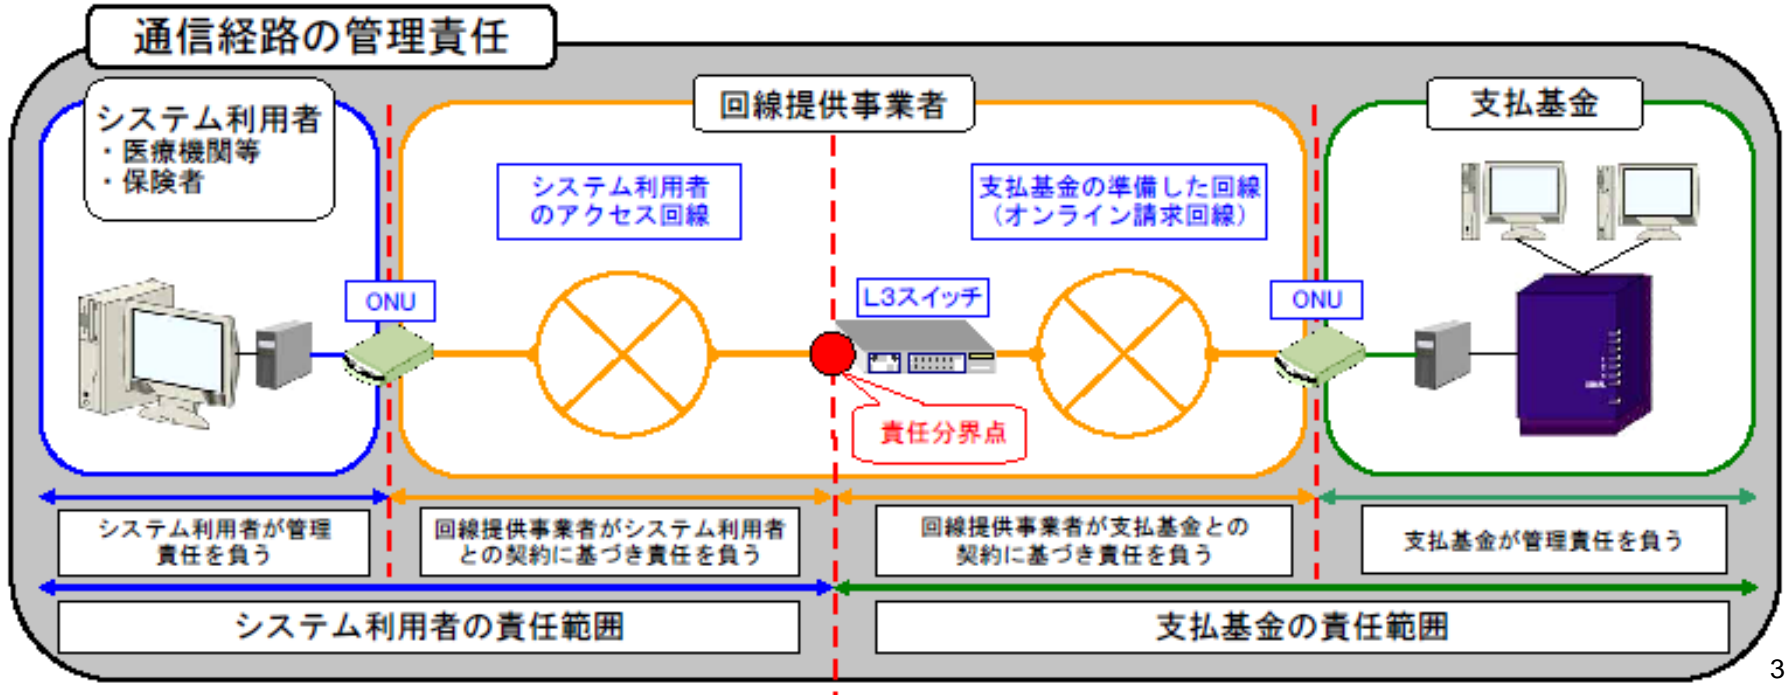 通信経路の管理責任
システム利用者
・医療機関等
・保険者
回線提供事業者
支払基金
システム利用者
のアクセス回線
支払基金の準備した回線
（オンライン請求回線）
ONU
L3スイッチ
ONU
責任分界点
システム利用者が管理
責任を負う
回線提供事業者がシステム利用者
との契約に基づき責任を負う
回線提供事業者が支払基金との
契約に基づき責任を負う
支払基金が管理責任を負う
システム利用者の責任範囲
支払基金の責任範囲
3